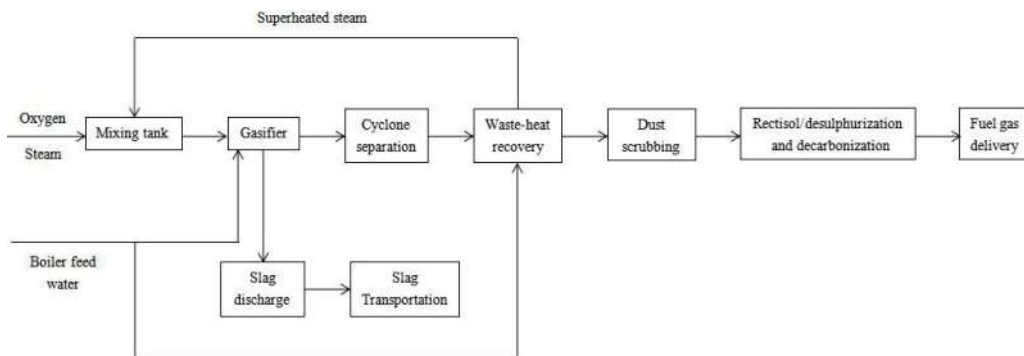 Superheated steam
Oxygen
Steam
Mixing tank
Gasifier
Cyclone
separation
Waste-heat
recovery
Dust
scrubbing
Rectisol/desulphurization
and decarbonization
Fuel gas
delivery
Boiler feed
water
Slag
discharge
Slag
Transportation